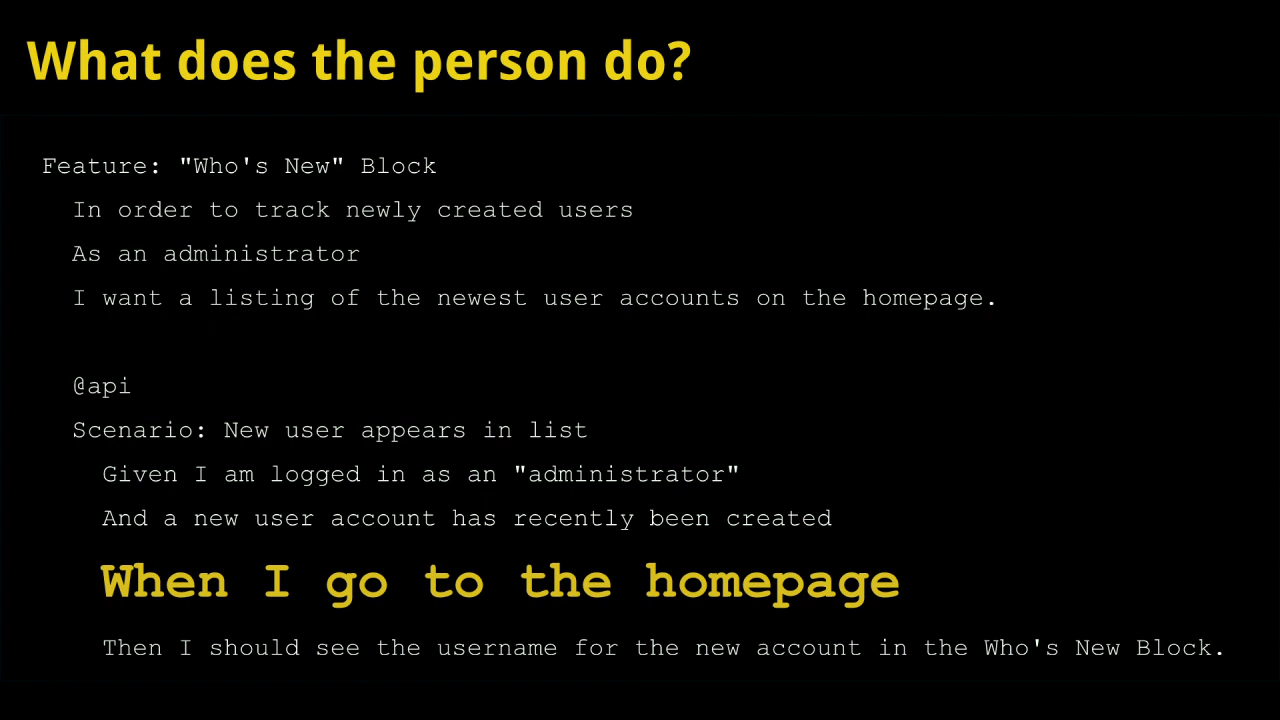 What does the person do?
Feature: "Who's New" Block
In order to track newly created users
As an administrator
I want a listing of the newest user accounts on the homepage.
@api
Scenario: New user appears in list
Given I am logged in as an "administrator"
And a new user account has recently been created
When I go to the homepage
Then I should see the username for the new account in the Who's New Block.